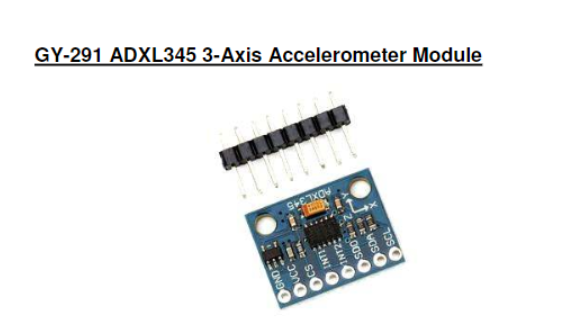 GY-291 ADXL345 3-Axis Accelerometer Module
ADXL345
X
Y
Z
GND
VCC
CS
INT1
INT2
SDO
SDA
SCL